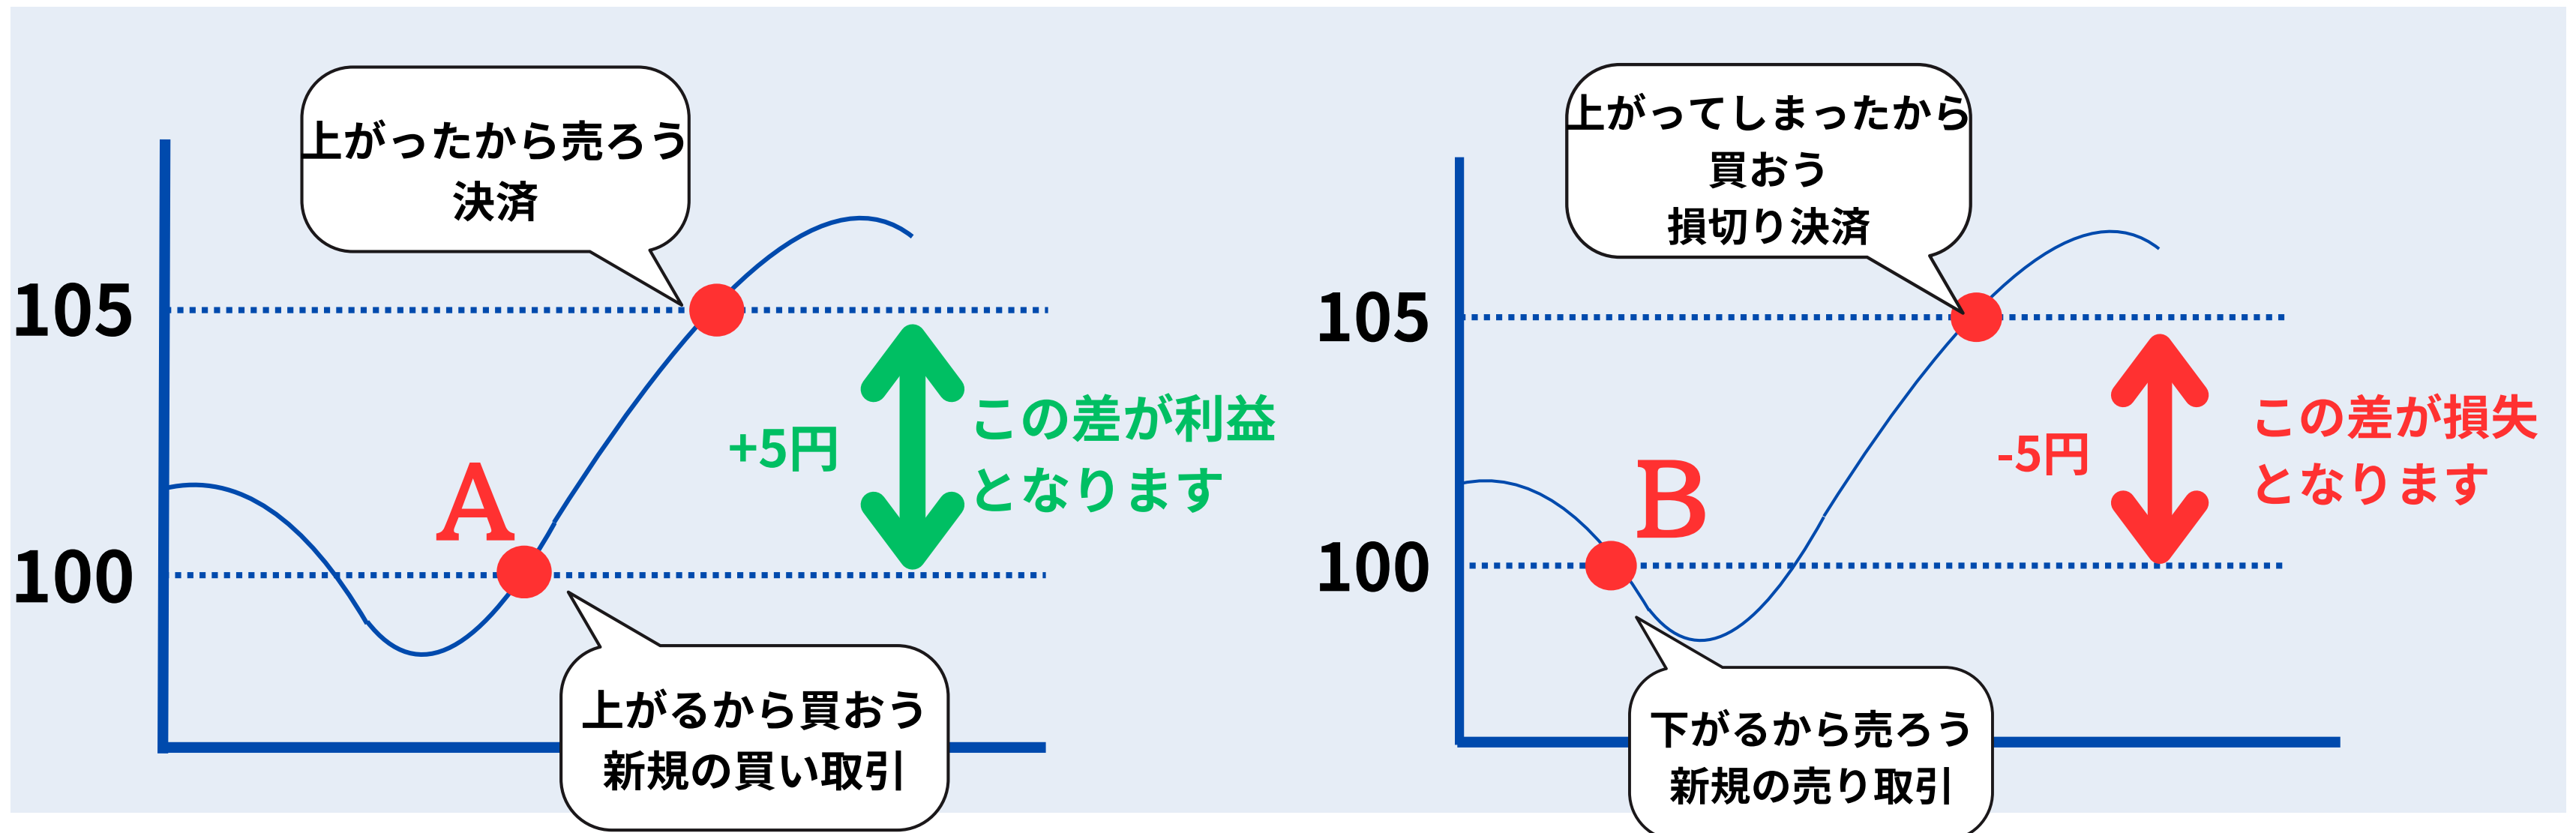 上がったから売ろう
決済
105
100
A
+5円
この差が利益
となります
上がるから買おう
新規の買い取引
上がってしまったから
買おう
損切り決済
105
100
B
-5円
この差が損失
となります
下がるから売ろう
新規の売り取引